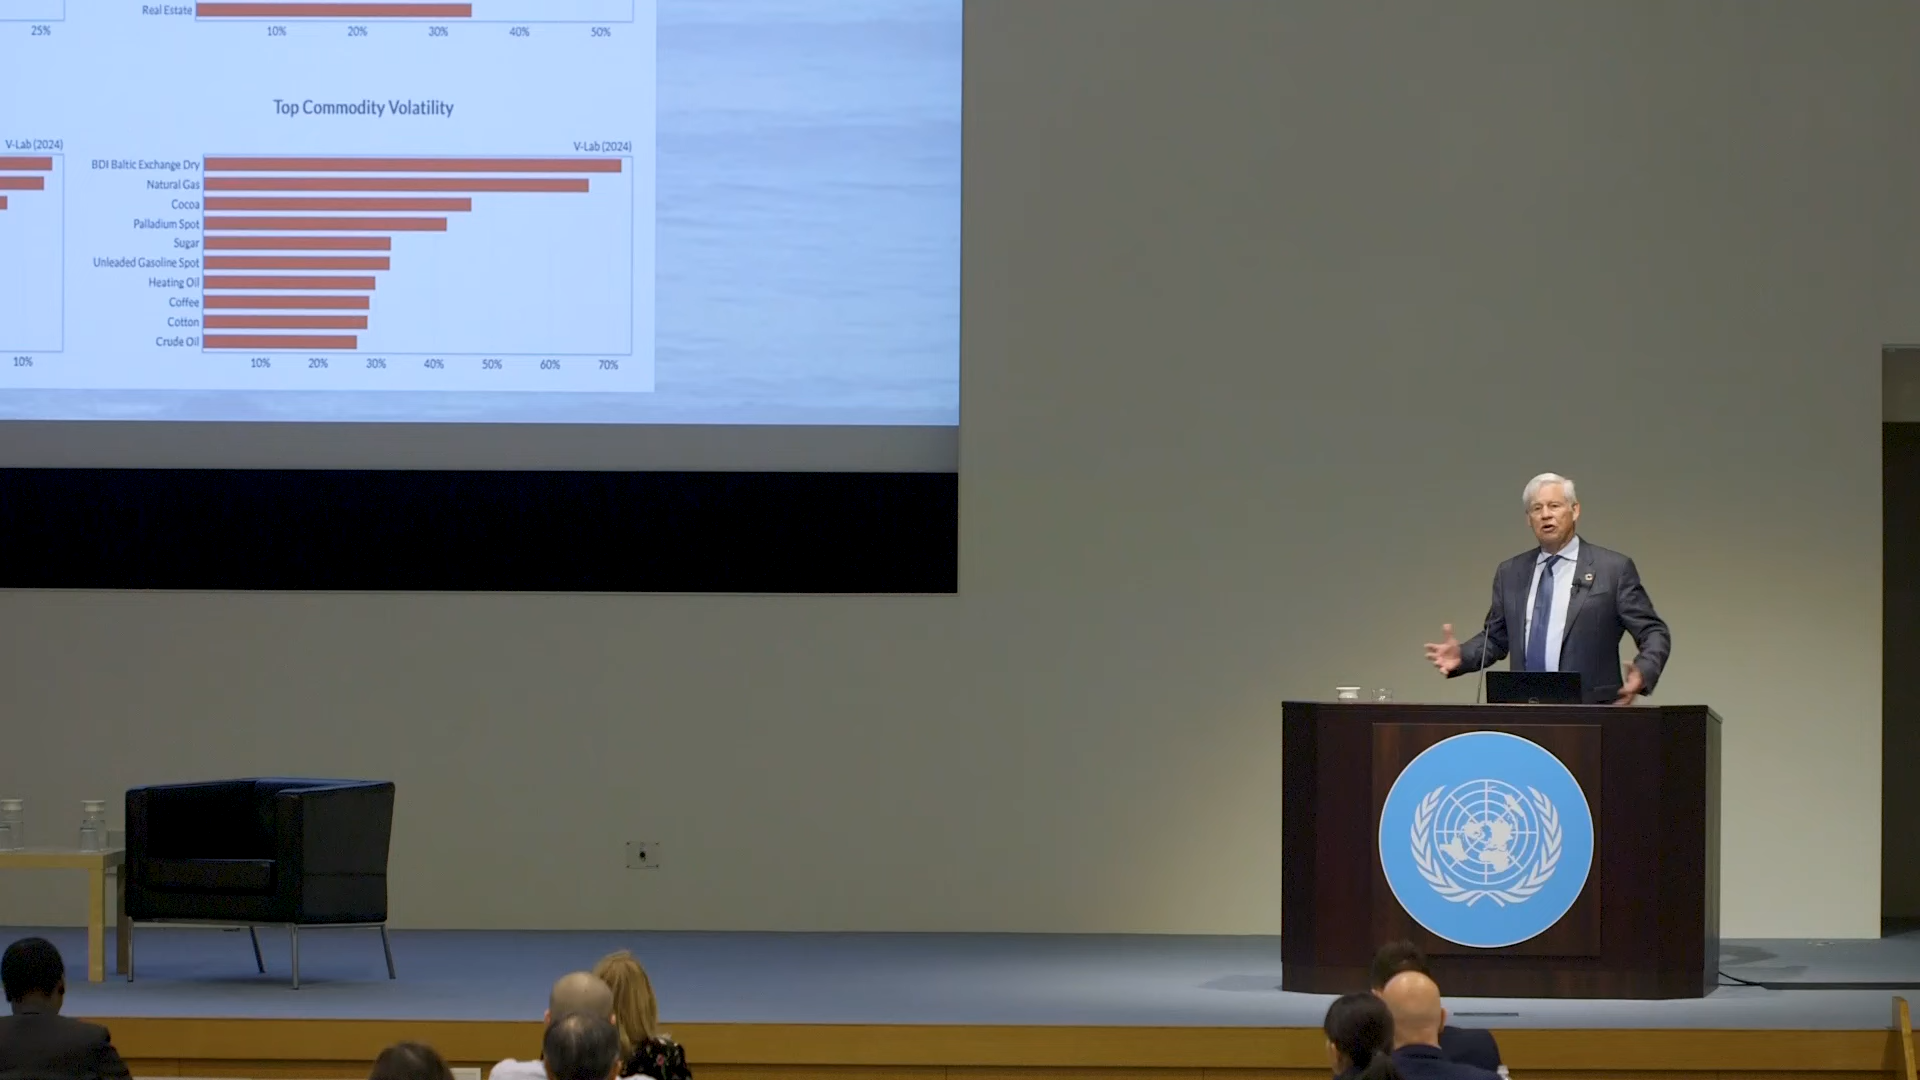 Real Estate
25%
10% 20% 30% 40% 50%
Top Commodity Volatility
V-Lab (2024)
V-Lab (2024)
BDI Baltic Exchange Dry
Natural Gas
Cocoa
Palladium Spot
Sugar
Unleaded Gasoline Spot
Heating Oil
Coffee
Cotton
Crude Oil
10%
10% 20% 30% 40% 50% 60% 70%